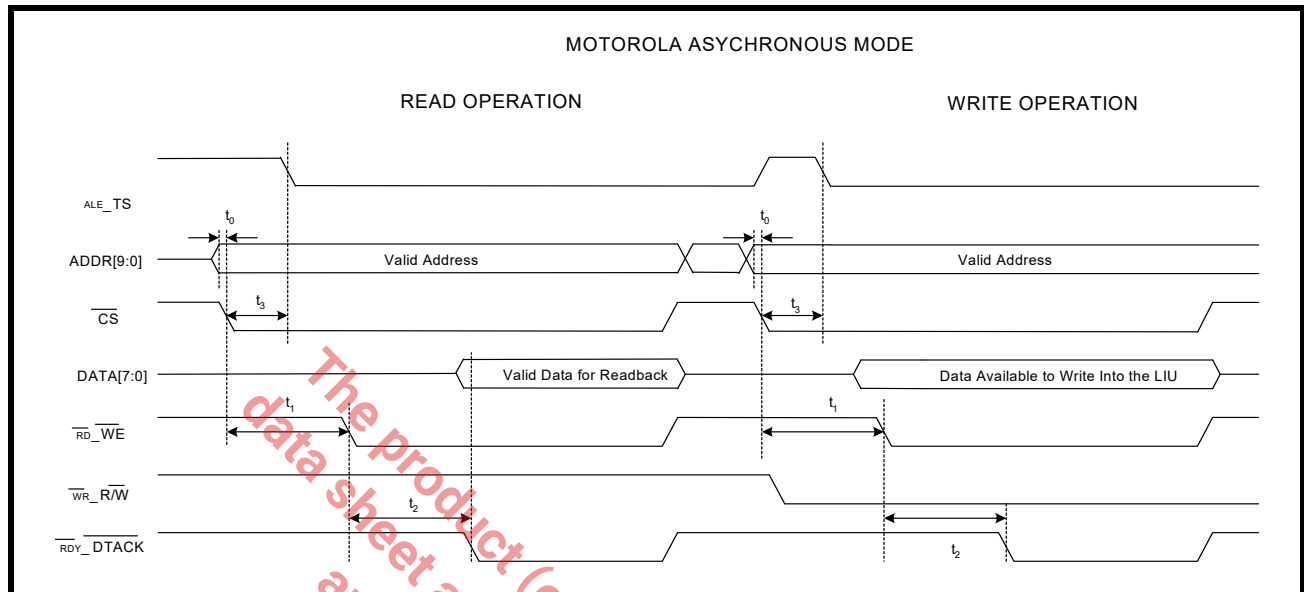 MOTOROLA ASYCHRONOUS MODE
READ OPERATION WRITE OPERATION
ALE_TS
t0 t0
ADDR[9:0] Valid Address Valid Address
CS t3 t3
DATA[7:0] Valid Data for Readback Data Available to Write Into the LIU
t1 t1
RD_WE
WR_R/W
t2
RDY_DTACK t2
The product (
data sheet a